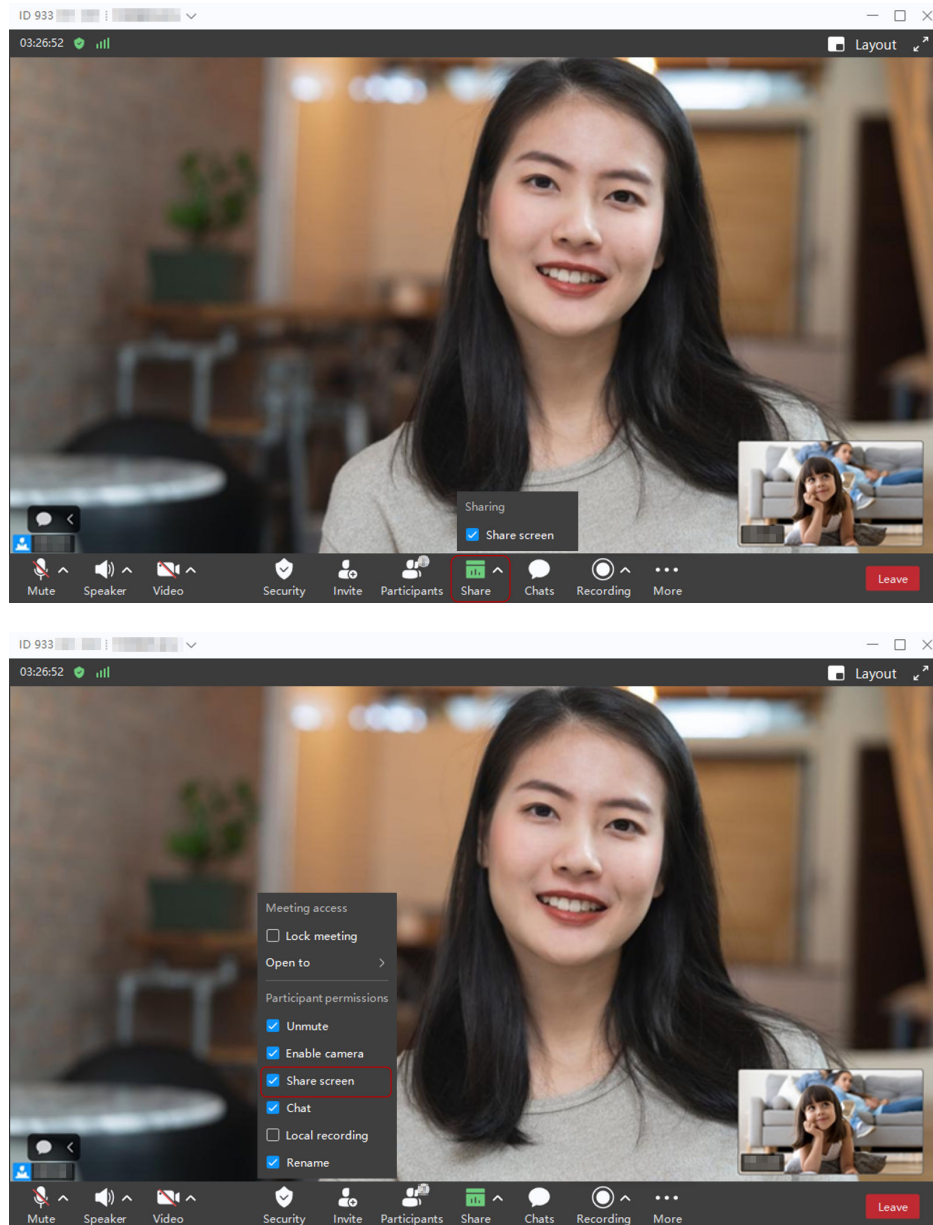 ID 933
03:26:52
Layout
Sharing
Share screen
Mute
Speaker
Video
Security
Invite
Participants
Share
Chats
Recording
More
Leave
ID 933
03:26:52
Layout
Meeting access
Lock meeting
Open to
Participant permissions
Unmute
Enable camera
Share screen
Chat
Local recording
Rename
Mute
Speaker
Video
Security
Invite
Participants
Share
Chats
Recording
More
Leave